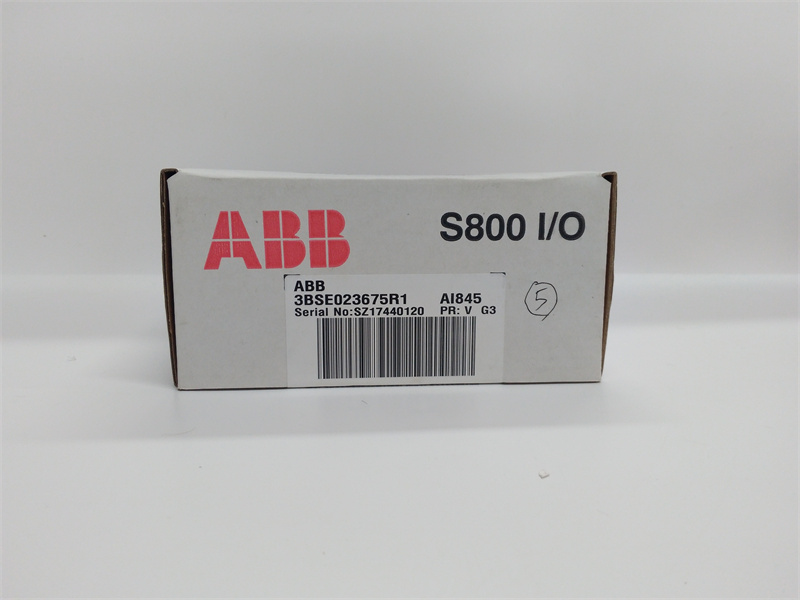 ABB
S800 I/O
ABB
3BSE023675R1 AI845
Serial No:SZ17440120 PR: V G3
5